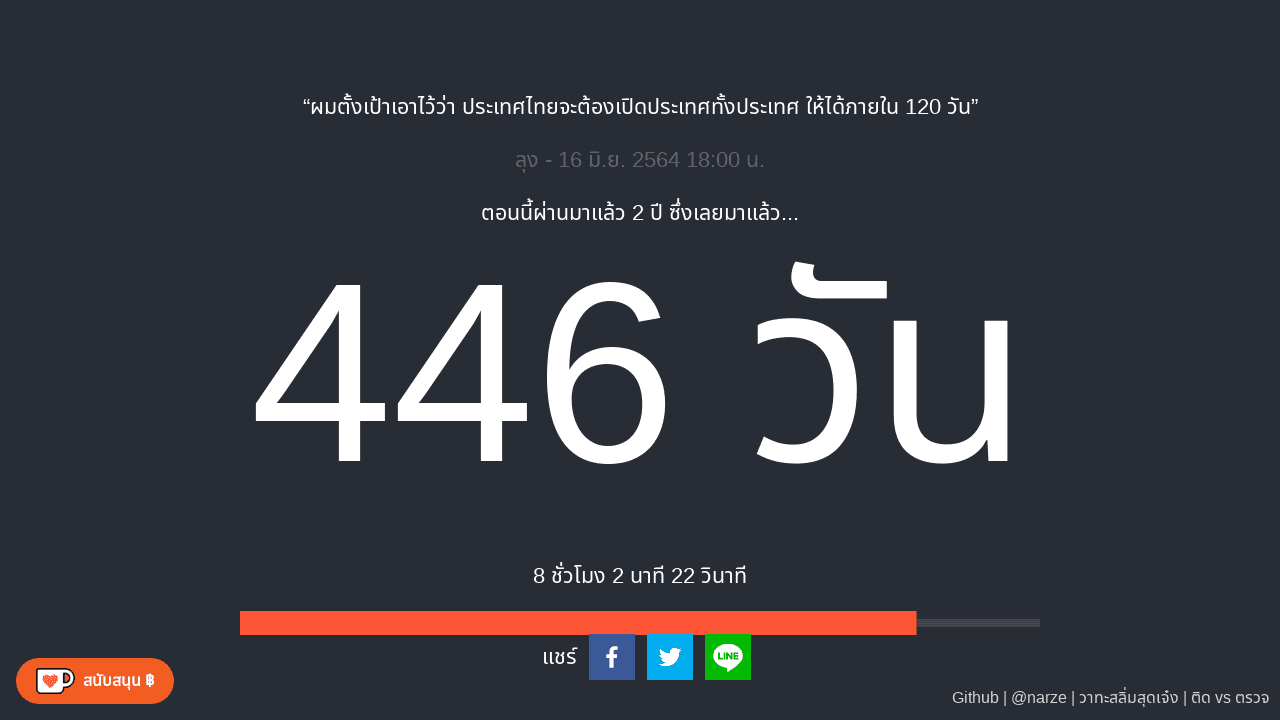 “ผมตั้งเป้าเอาไว้ว่า ประเทศไทยจะต้องเปิดประเทศทั้งประเทศ ให้ได้ภายใน 120 วัน”
ลุง - 16 มิ.ย. 2564 18:00 น.
ตอนนี้ผ่านมาแล้ว 2 ปี ซึ่งเลยมาแล้ว...
446 วัน
8 ชั่วโมง 2 นาที 22 วินาที
แชร์
LINE
สนับสนุน ฿
Github | @narze | วาทะสลิ่มสุดเจ๋ง | ติด vs ตรวจ